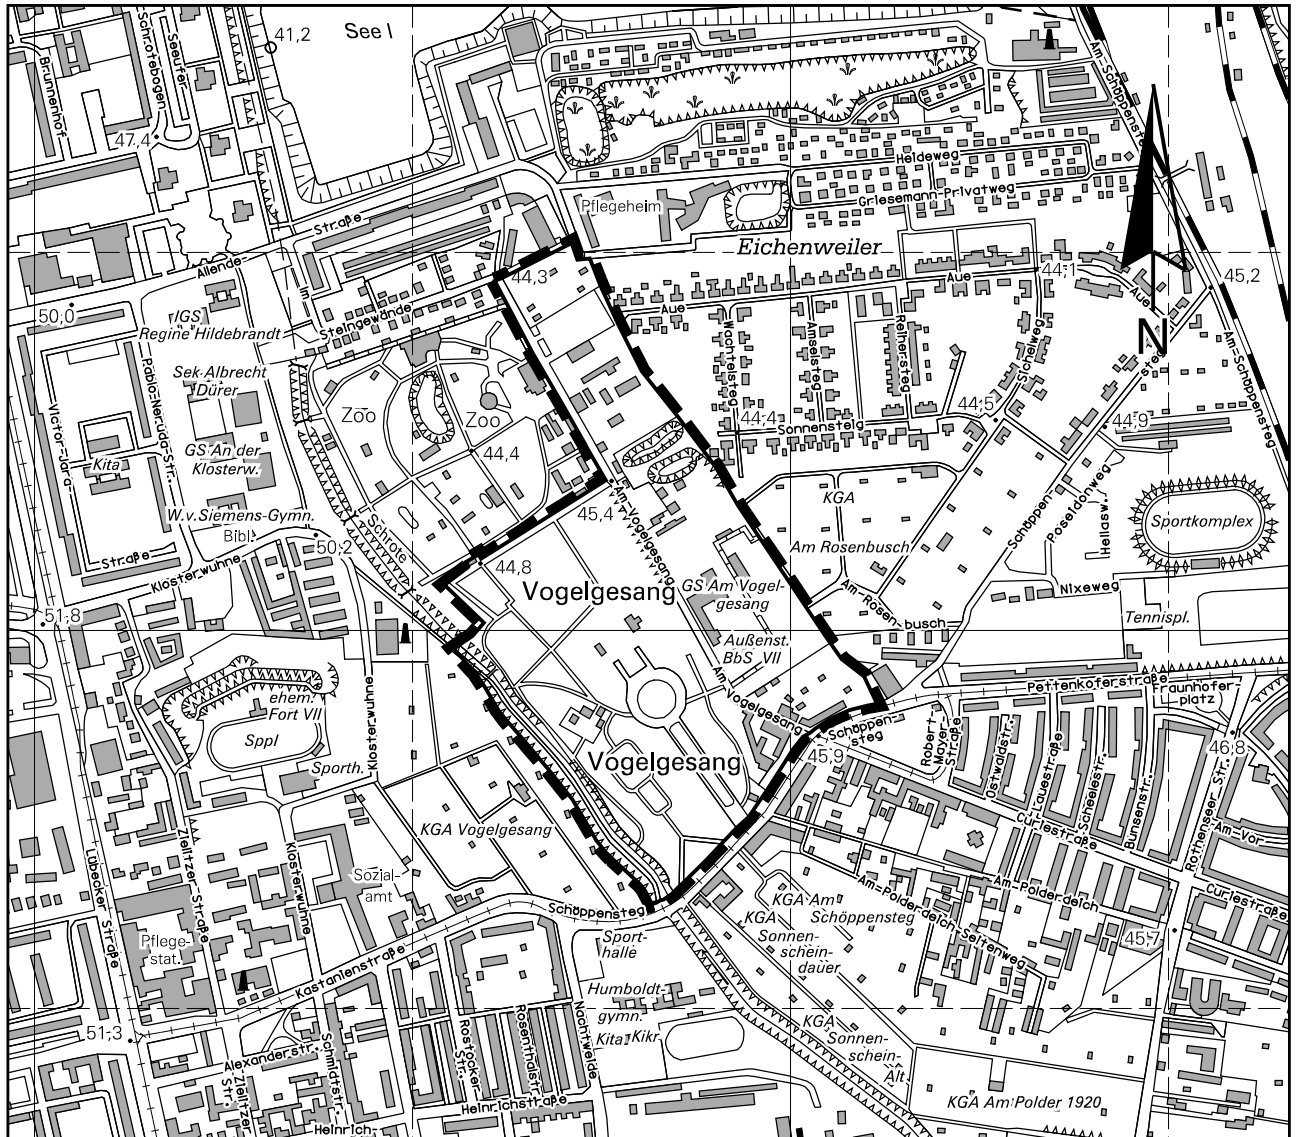 See I
41,2
Schrotebogen
Seeufer
Brunnenhof
47,4
Am-Schöppensteg
Heideweg
Griesemann-Privatweg
Pflegeheim
Eichenweiler
Straße
Allende-
Im
Steingewände
44,3
44,1
Aue
Aue
Aue
45,2
50,0
IGS
Regine Hildebrandt
Sek Albrecht
Dürer
Pablo-Neruda-Str.
Victor-Jara-
Straße
Zoo
Zoo
44,4
Wachtelsteg
Amselsteg
Reihersteg
Sichelweg
N
steg
Am-Schöppensteg
44,4
Sonnensteig
44,5
44,9
Kita
GS An der
Klosterw.
W.v.Siemens-Gymn.
Bibl.
50,2
Schrote
45,4
Am-Vogelgesang
KGA
Am Rosenbusch
Schöppen-
Poseidonweg
Hellasw.
Sportkomplex
Klosterwuhne
44,8
Vogelgesang
GS Am Vogel-
gesang
Am-Rosen-busch
Nixeweg
Tennispl.
51,8
Außenst.
BbS VII
Am Vogelgesang
Pettenkoferstraße
Fraunhofer-
platz
ehem.
Fort VII
Sppl
Sporth.
Klosterwuhne
Vogelgesang
Schöppen-
steg
45,9
Robert-
Mayer-
Straße
Ostwaldstr.
Lauestraße
Scheelestr.
Bunsenstr.
46,8
Rothenseer Str.
Am-Vor-
Curiestraße
Curiestraße
KGA Vogelgesang
Zielitzer-Straße
Klosterwuhne
Lübecker Straße
Sozial-
amt
Schöppensteg
KGA Am
Schöppensteg
Am-Polderdeich
Am-Polderdeich-Seitenweg
KGA
Sonnen-
schein-
dauer
45,7
Pflege-
stat.
Kastanienstraße
Sport-
halle
Humboldt-
gymn.
Kita
Kikr
KGA
Sonnen-
schein-
Alt
51,3
Alexanderstr.
Zielitzer
Str.
Schmidtstr.
Rostocker
Str.
Rosenthalstr.
Nachtweide
Heinrichstraße
Heinrich-
KGA Am Polder 1920